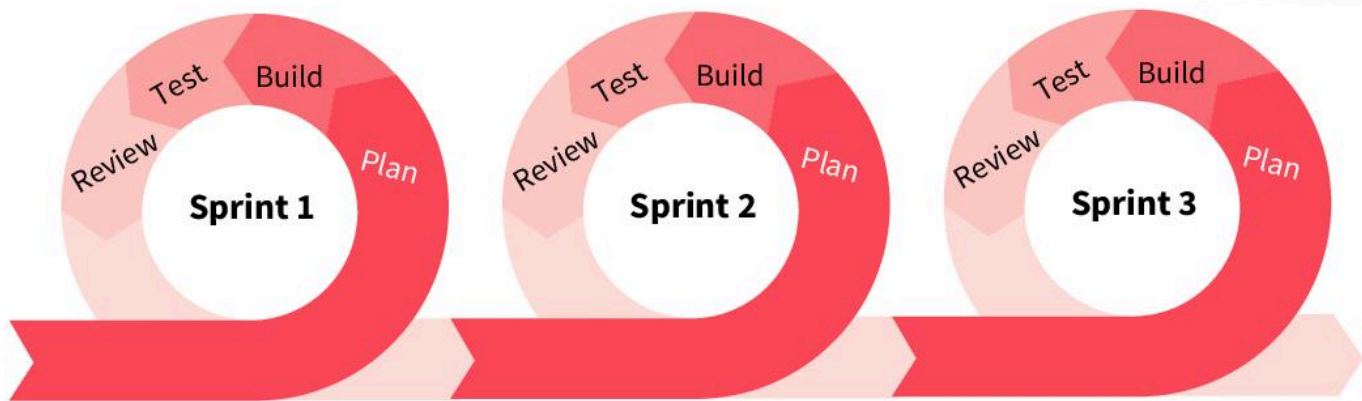 Plan
Build
Test
Review
Sprint 1
Plan
Build
Test
Review
Sprint 2
Plan
Build
Test
Review
Sprint 3